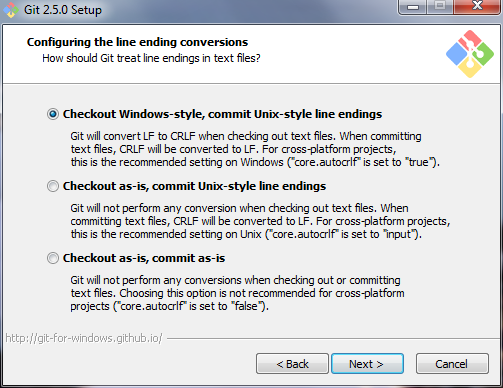 Git 2.5.0 Setup
Configuring the line ending conversions
How should Git treat line endings in text files?
Checkout Windows-style, commit Unix-style line endings
Git will convert LF to CRLF when checking out text files. When committing
text files, CRLF will be converted to LF. For cross-platform projects,
this is the recommended setting on Windows ("core.autocrlf" is set to "true").
Checkout as-is, commit Unix-style line endings
Git will not perform any conversion when checking out text files. When
committing text files, CRLF will be converted to LF. For cross-platform projects,
this is the recommended setting on Unix ("core.autocrlf" is set to "input").
Checkout as-is, commit as-is
Git will not perform any conversions when checking out or committing
text files. Choosing this option is not recommended for cross-platform
projects ("core.autocrlf" is set to "false").
http://git-for-windows.github.io/
< Back Next > Cancel